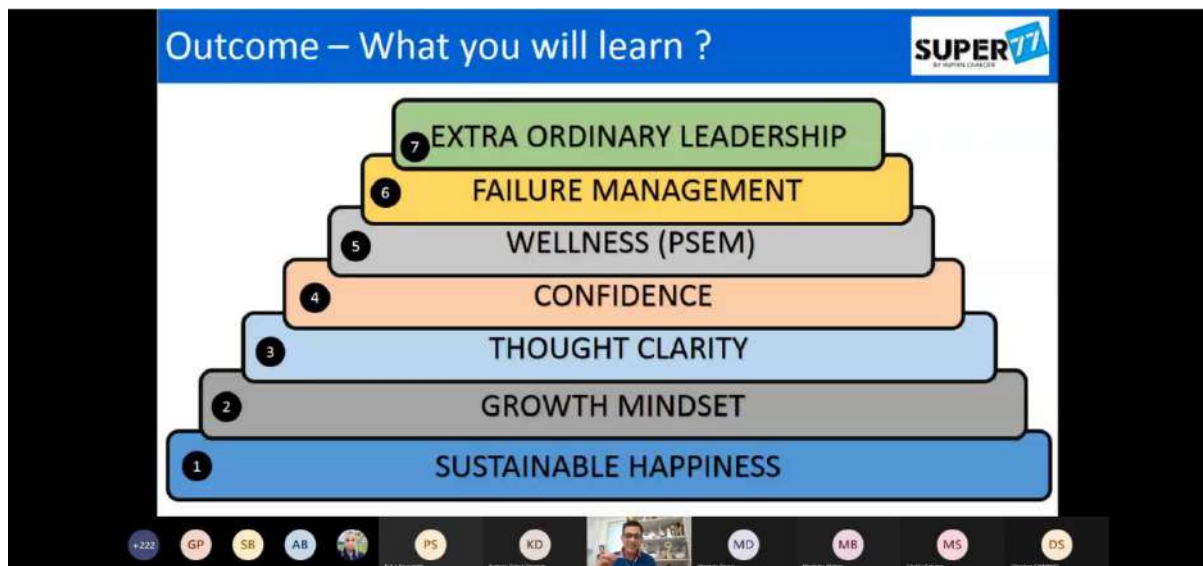 Outcome – What you will learn ?
SUPER 77
7 EXTRA ORDINARY LEADERSHIP
6 FAILURE MANAGEMENT
5 WELLNESS (PSEM)
4 CONFIDENCE
3 THOUGHT CLARITY
2 GROWTH MINDSET
1 SUSTAINABLE HAPPINESS
+222 GP SB AB PS KD MD MB MS DS